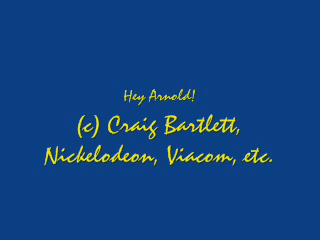 Hey Arnold!
(c) Craig Bartlett,
Nickelodeon, Viacom, etc.